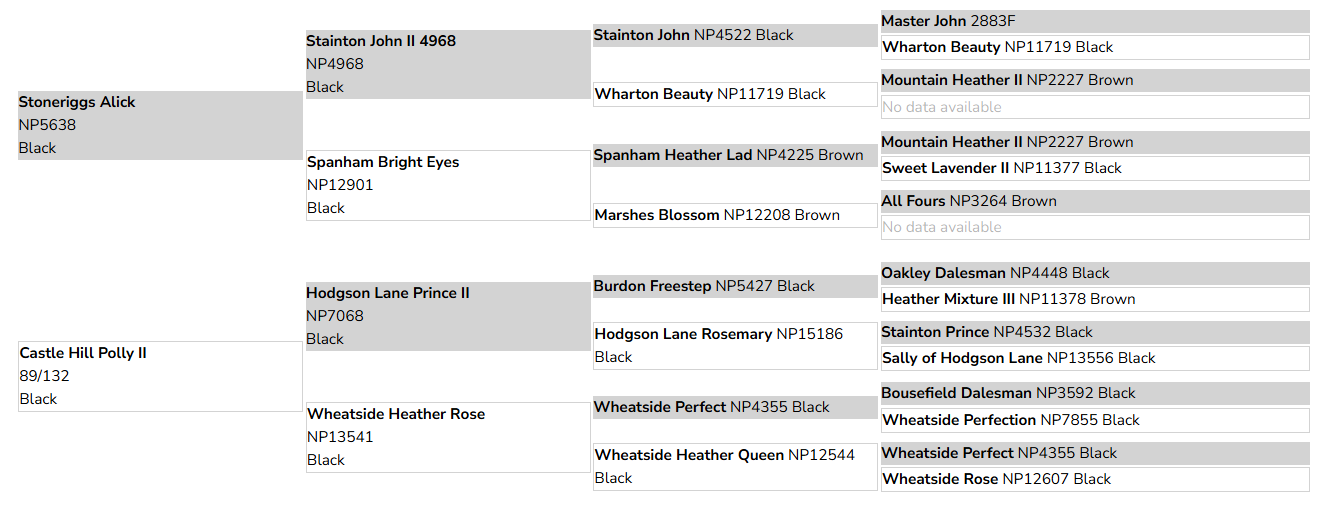 Stoneriggs Alick
NP5638
Black
Castle Hill Polly II
89/132
Black
Stainton John II 4968
NP4968
Black
Spanham Bright Eyes
NP12901
Black
Hodgson Lane Prince II
NP7068
Black
Wheatside Heather Rose
NP13541
Black
Stainton John NP4522 Black
Wharton Beauty NP11719 Black
Spanham Heather Lad NP4225 Brown
Marshes Blossom NP12208 Brown
Burdon Freestep NP5427 Black
Hodgson Lane Rosemary NP15186
Black
Wheatside Perfect NP4355 Black
Wheatside Heather Queen NP12544
Black
Master John 2883F
Wharton Beauty NP11719 Black
Mountain Heather II NP2227 Brown
No data available
Mountain Heather II NP2227 Brown
Sweet Lavender II NP11377 Black
All Fours NP3264 Brown
No data available
Oakley Dalesman NP4448 Black
Heather Mixture III NP11378 Brown
Stainton Prince NP4532 Black
Sally of Hodgson Lane NP13556 Black
Bousefield Dalesman NP3592 Black
Wheatside Perfection NP7855 Black
Wheatside Perfect NP4355 Black
Wheatside Rose NP12607 Black